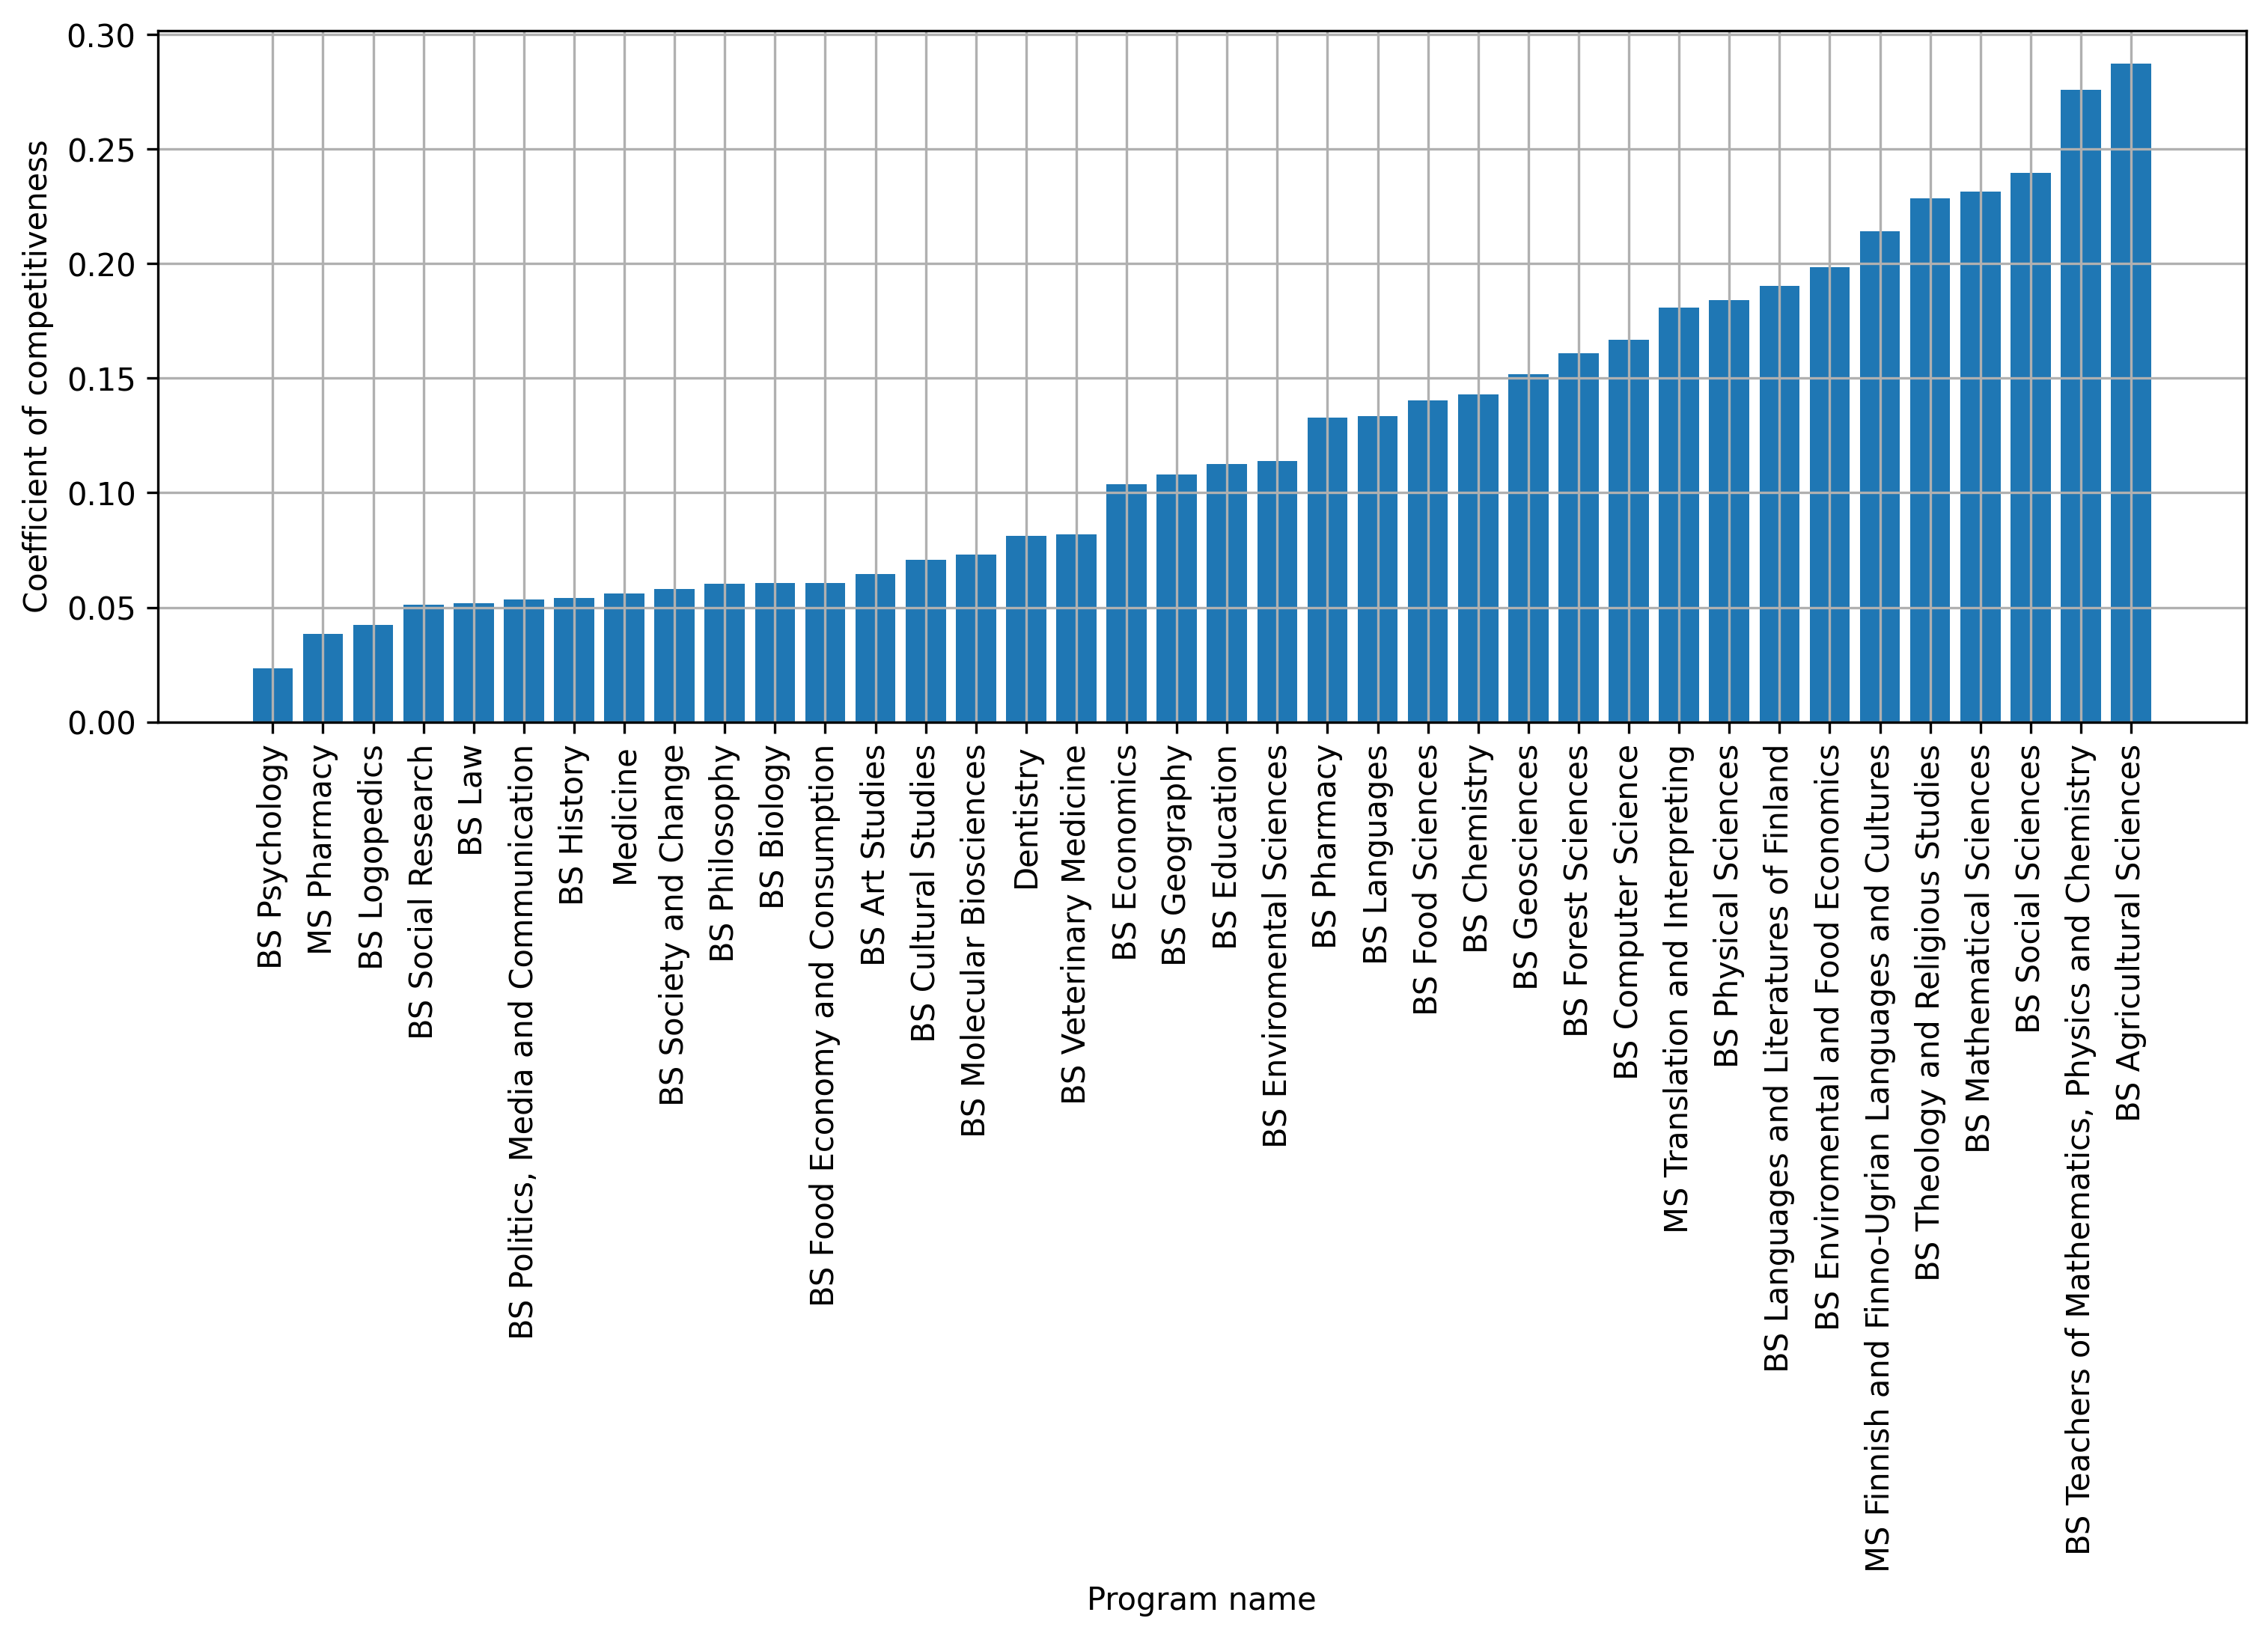 0.30
0.25
0.20
0.15
0.10
0.05
0.00
Coefficient of competitiveness
BS Psychology
MS Pharmacy
BS Logopedics
BS Social Research
BS Law
BS Politics, Media and Communication
BS History
Medicine
BS Society and Change
BS Philosophy
BS Biology
BS Food Economy and Consumption
BS Art Studies
BS Cultural Studies
BS Molecular Biosciences
Dentistry
BS Veterinary Medicine
BS Economics
BS Geography
BS Education
BS Enviromental Sciences
BS Pharmacy
BS Languages
BS Food Sciences
BS Chemistry
BS Geosciences
BS Forest Sciences
BS Computer Science
MS Translation and Interpreting
BS Physical Sciences
BS Languages and Literatures of Finland
BS Enviromental and Food Economics
MS Finnish and Finno-Ugrian Languages and Cultures
BS Theology and Religious Studies
BS Mathematical Sciences
BS Social Sciences
BS Teachers of Mathematics, Physics and Chemistry
BS Agricultural Sciences
Program name